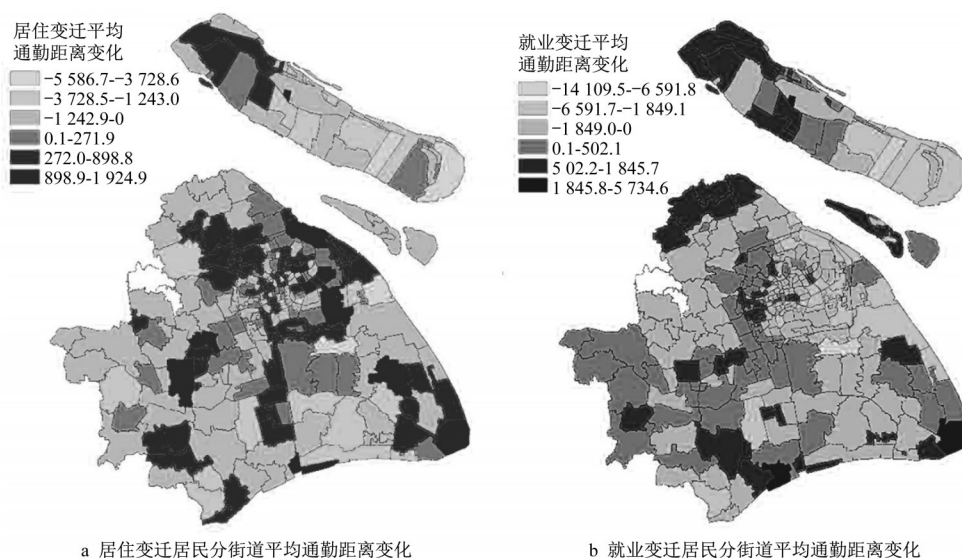 居住变迁平均
通勤距离变化
−5 586.7-−3 728.6
−3 728.5-−1 243.0
−1 242.9-0
0.1-271.9
272.0-898.8
898.9-1 924.9
就业变迁平均
通勤距离变化
−14 109.5-−6 591.8
−6 591.7-−1 849.1
−1 849.0-0
0.1-502.1
5 02.2-1 845.7
1 845.8-5 734.6
a 居住变迁居民分街道平均通勤距离变化
b 就业变迁居民分街道平均通勤距离变化